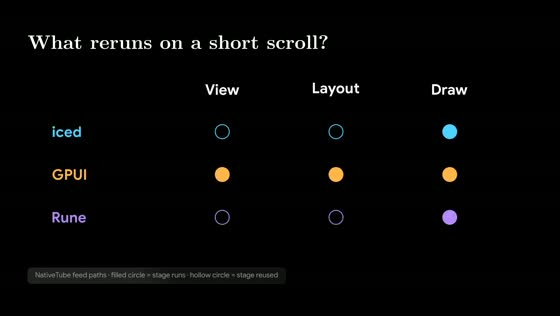 What reruns on a short scroll?
View Layout Draw
iced
GPUI
Rune
NativeTube feed paths · filled circle = stage runs · hollow circle = stage reused